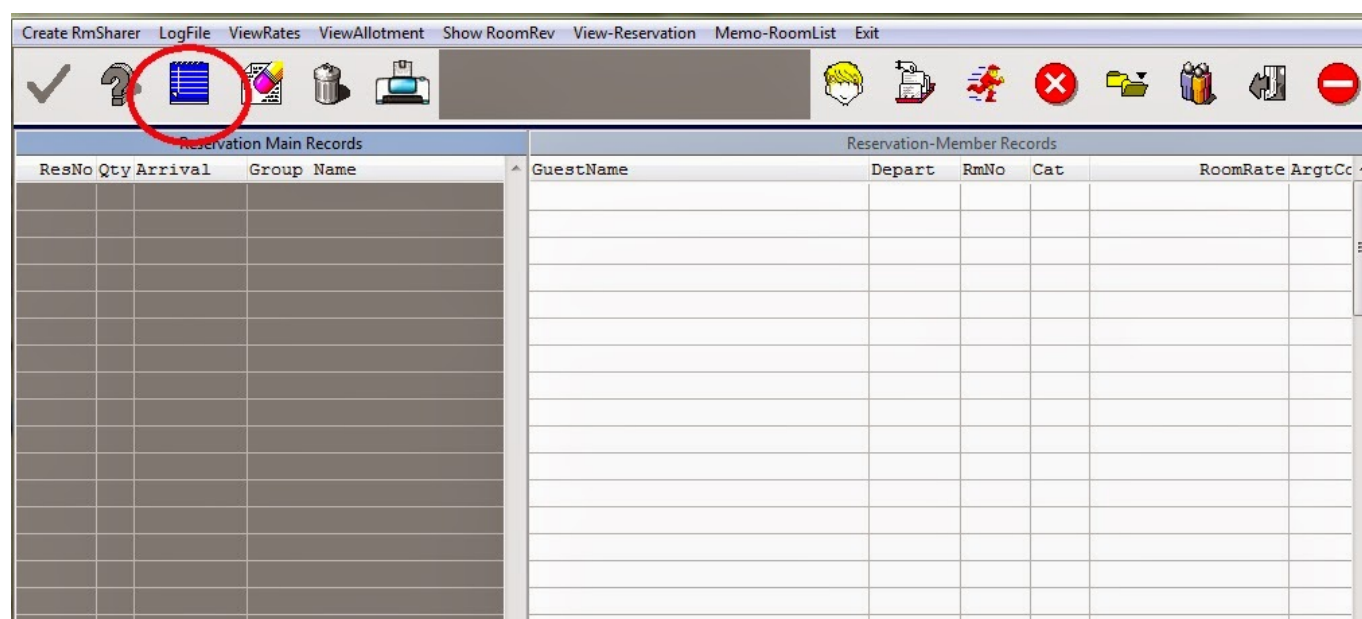 Create RmSharer LogFile ViewRates ViewAllotment Show RoomRev View-Reservation Memo-RoomList Exit
Reservation Main Records
Reservation-Member Records
ResNo Qty Arrival Group Name
GuestName Depart RmNo Cat RoomRate ArgtCc